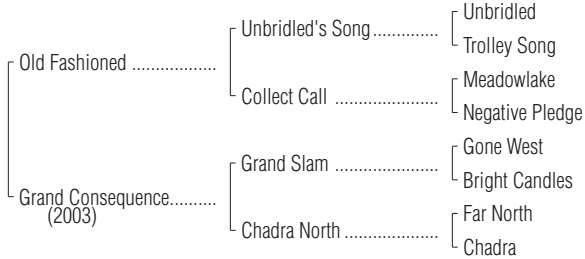 Unbridled
Unbridled's Song..............
Trolley Song
Old Fashioned ..................
Meadowlake
Collect Call ......................
Negative Pledge
Gone West
Grand Slam ......................
Bright Candles
Grand Consequence..........
(2003)
Far North
Chadra North ....................
Chadra